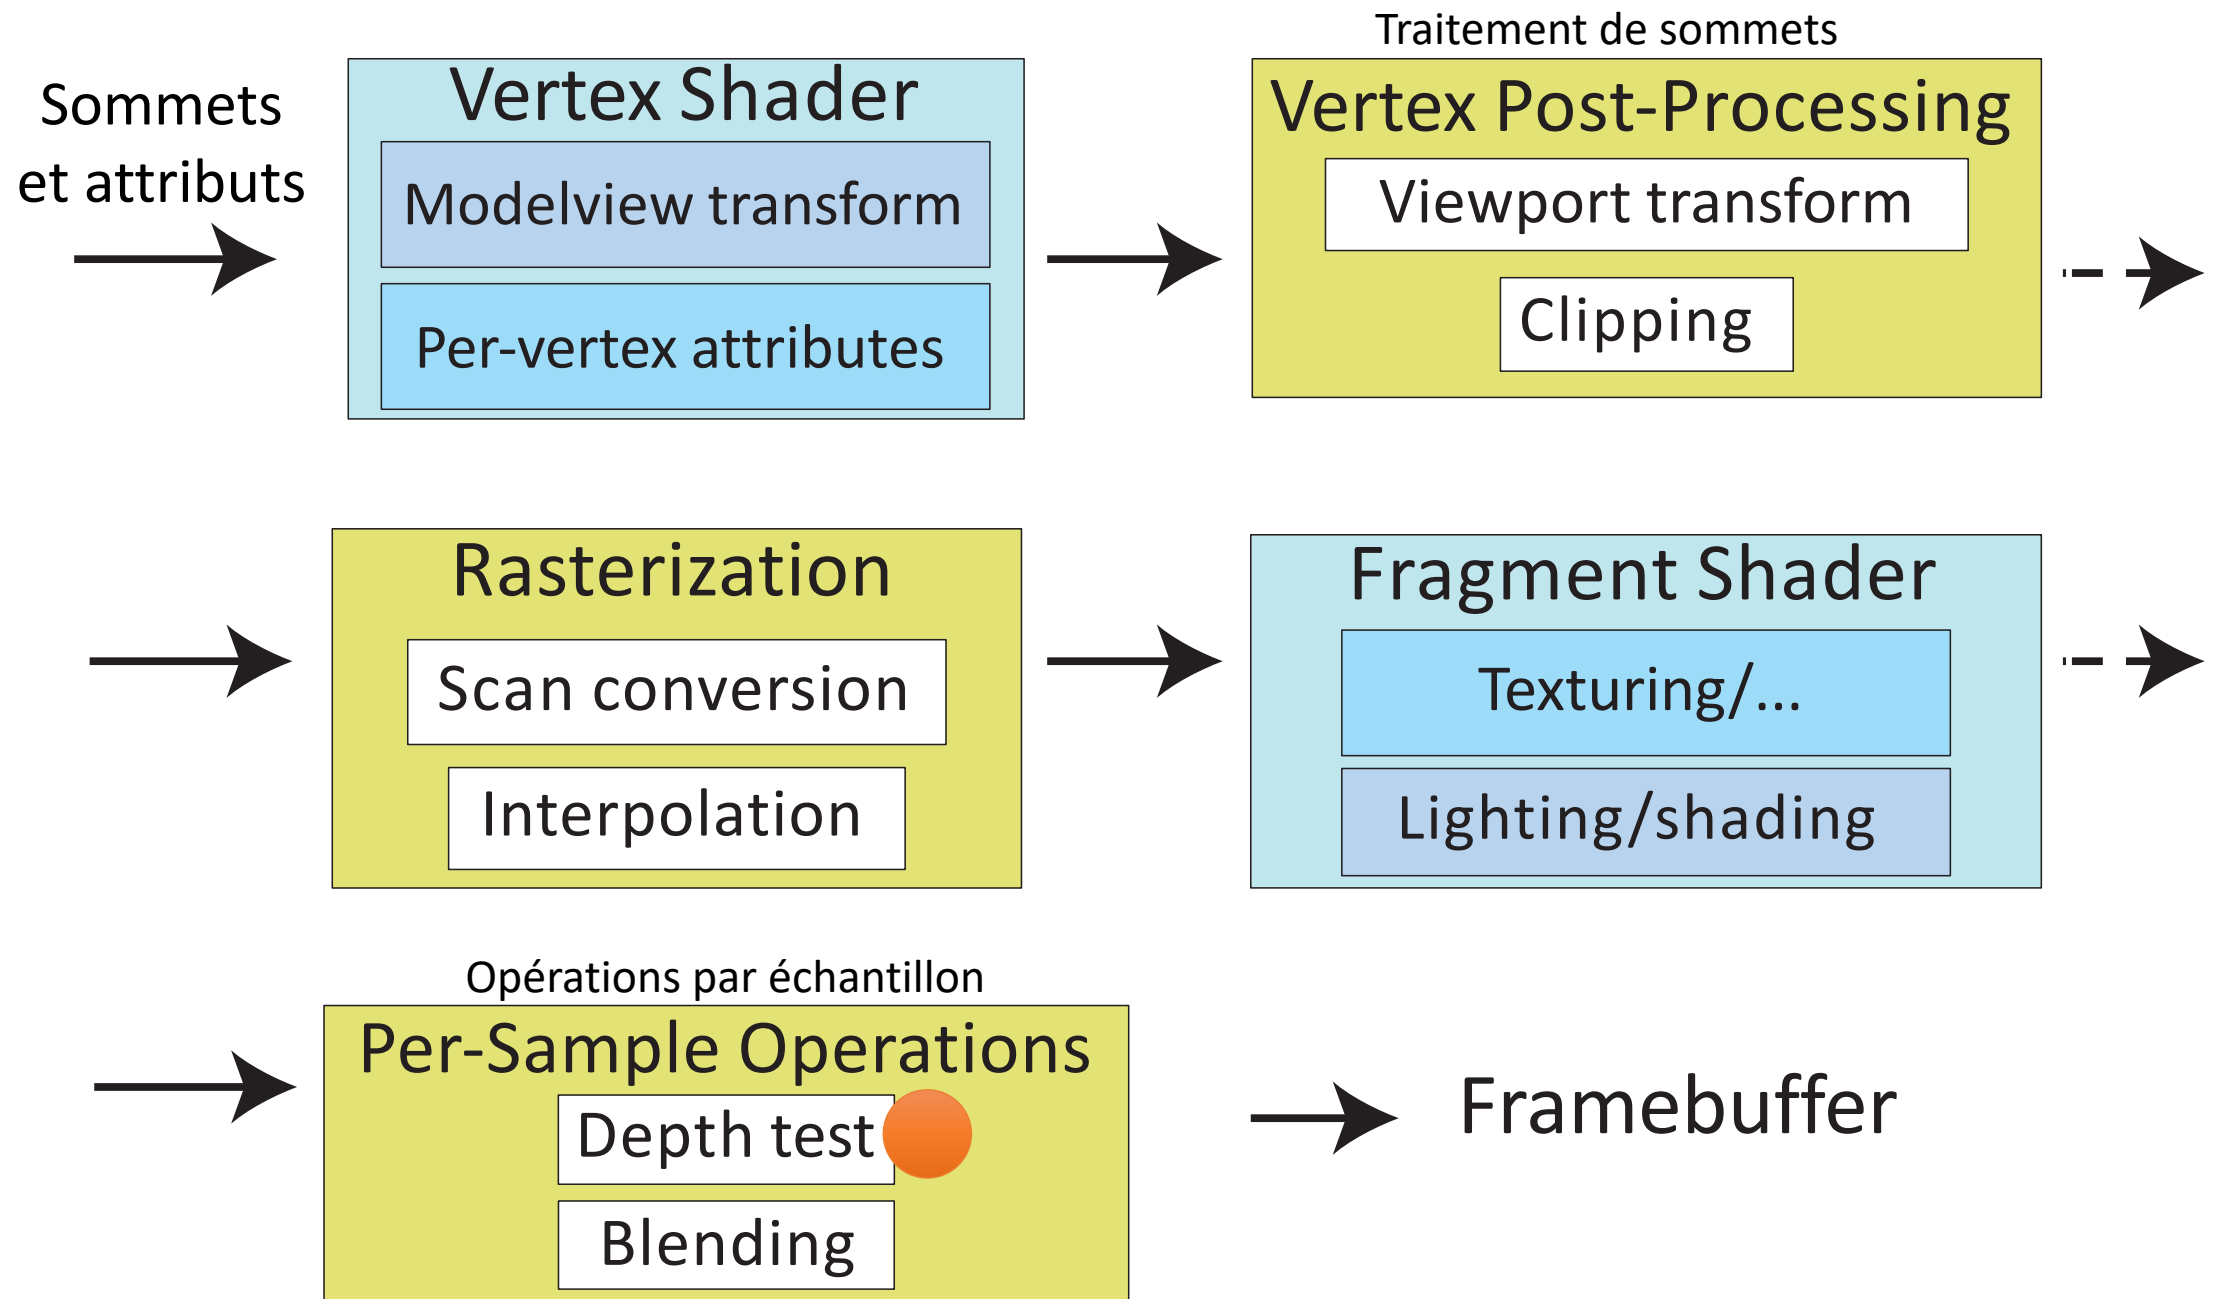 Sommets
et attributs
Vertex Shader
Modelview transform
Per-vertex attributes
Traitement de sommets
Vertex Post-Processing
Viewport transform
Clipping
Rasterization
Scan conversion
Interpolation
Fragment Shader
Texturing/...
Lighting/shading
Opérations par échantillon
Per-Sample Operations
Depth test
Blending
Framebuffer